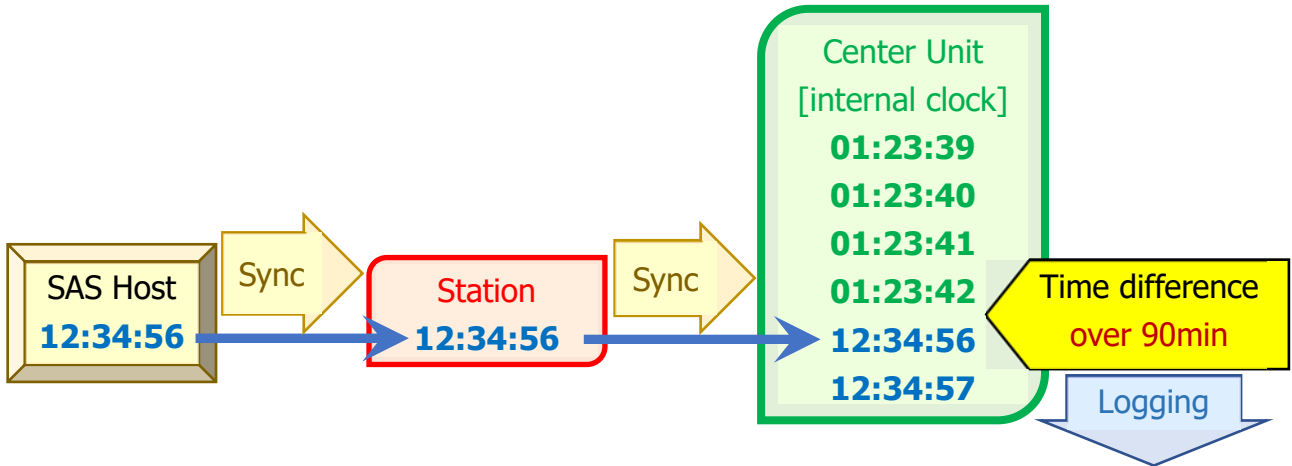 SAS Host
12:34:56
Sync
Station
12:34:56
Sync
Center Unit
[internal clock]
01:23:39
01:23:40
01:23:41
01:23:42
12:34:56
12:34:57
Time difference
over 90min
Logging